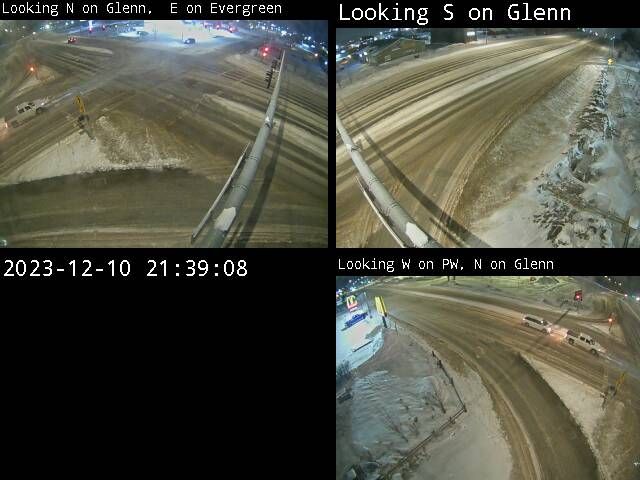 Looking N on Glenn,  E on Evergreen
Looking S on Glenn
2023-12-10 21:39:08
Looking W on PW, N on Glenn